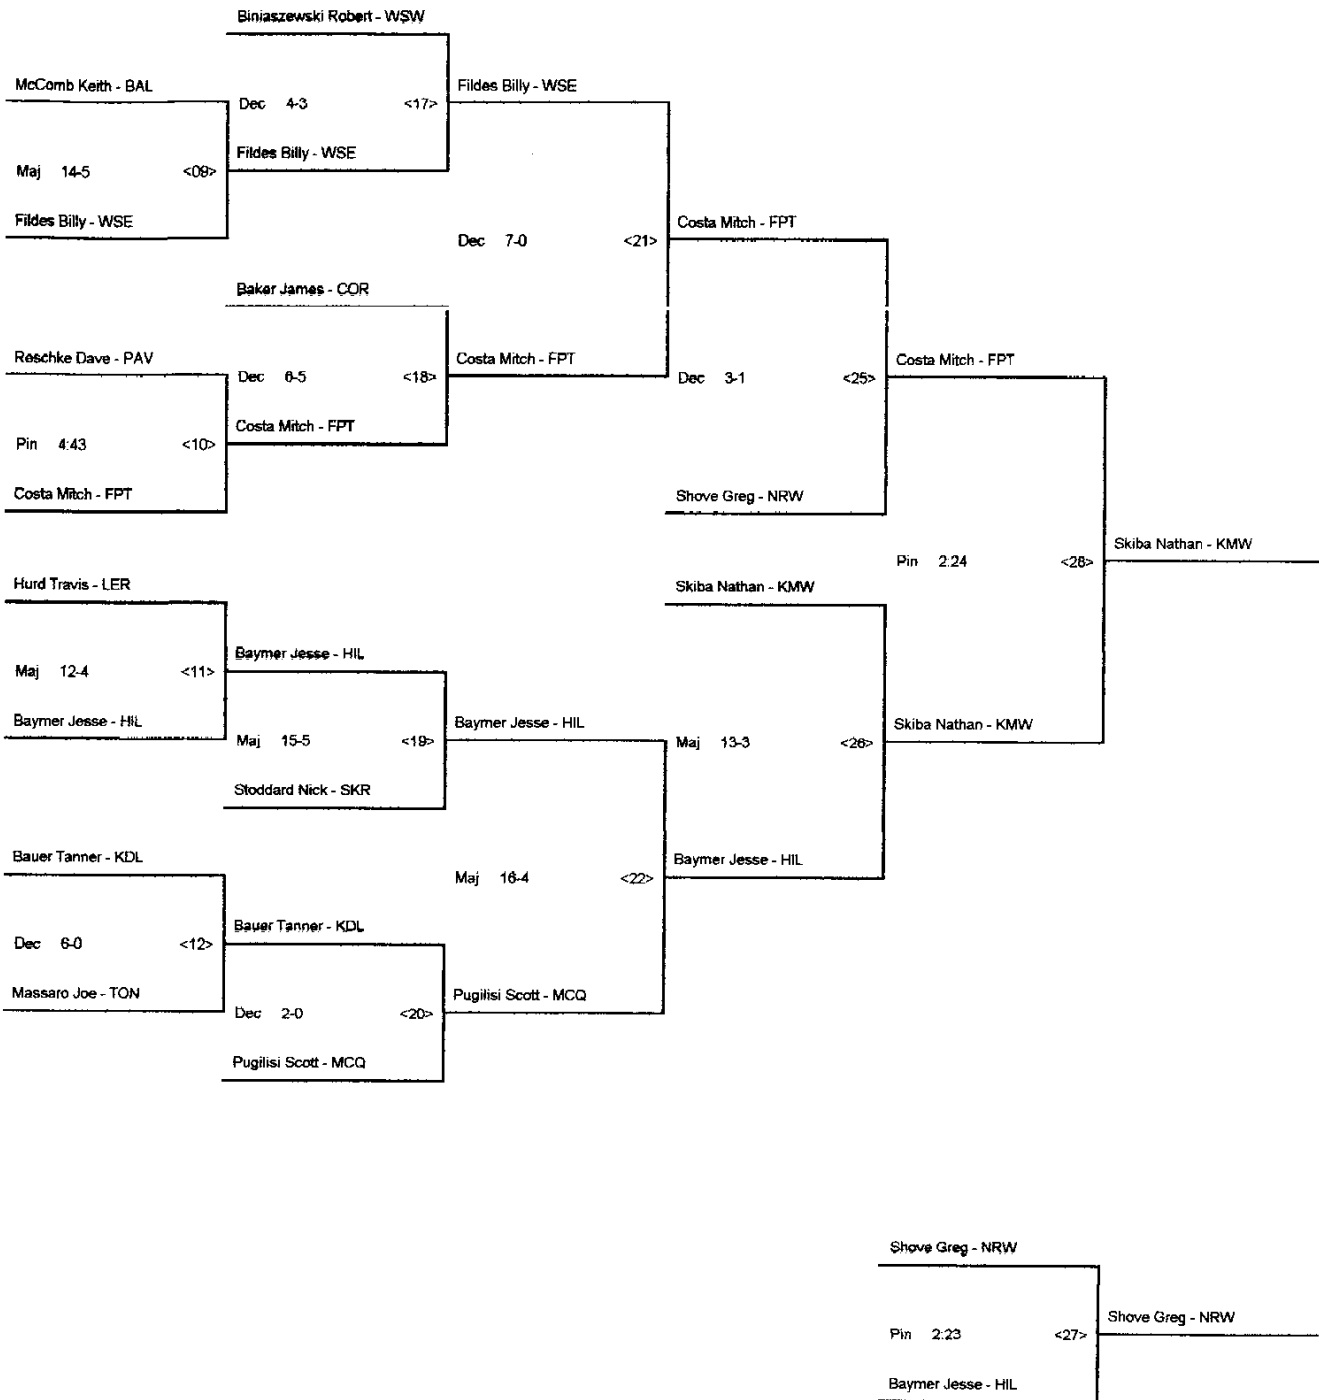 Biniaszewski Robert - WSW
McComb Keith - BAL
Fildes Billy - WSE
Dec 4-3 <17>
Fildes Billy - WSE
Maj 14-5 <09>
Fildes Billy - WSE
Costa Mitch - FPT
Dec 7-0 <21>
Baker James - COR
Reschke Dave - PAV
Costa Mitch - FPT
Costa Mitch - FPT
Dec 6-5 <18>
Dec 3-1 <25>
Costa Mitch - FPT
Pin 4:43 <10>
Costa Mitch - FPT
Shove Greg - NRW
Skiba Nathan - KMW
Pin 2:24 <28>
Hurd Travis - LER
Skiba Nathan - KMW
Baymer Jesse - HIL
Maj 12-4 <11>
Baymer Jesse - HIL
Baymer Jesse - HIL
Skiba Nathan - KMW
Maj 15-5 <19>
Maj 13-3 <26>
Stoddard Nick - SKR
Bauer Tanner - KDL
Baymer Jesse - HIL
Maj 16-4 <22>
Bauer Tanner - KDL
Dec 6-0 <12>
Massaro Joe - TON
Pugilisi Scott - MCQ
Dec 2-0 <20>
Pugilisi Scott - MCQ
Shove Greg - NRW
Shove Greg - NRW
Pin 2:23 <27>
Baymer Jesse - HIL